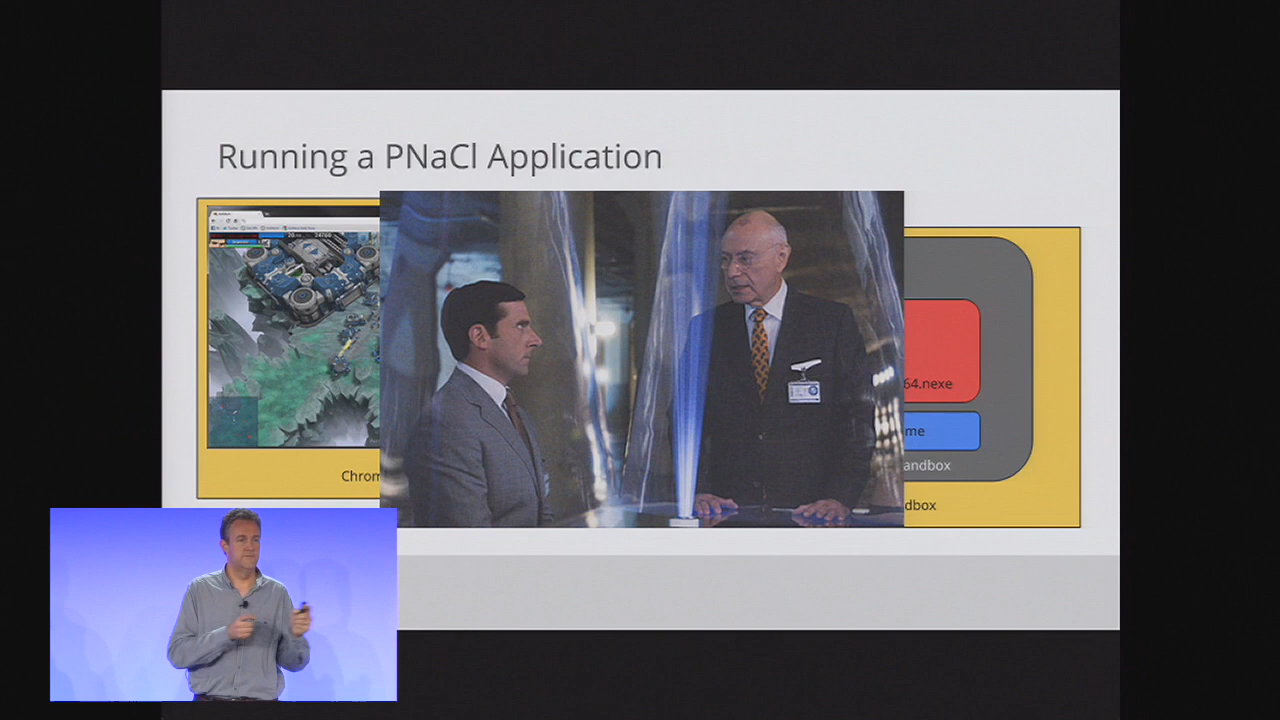 Running a PNaCl Application
64.nexe
me
andbox
Chrom
dbox